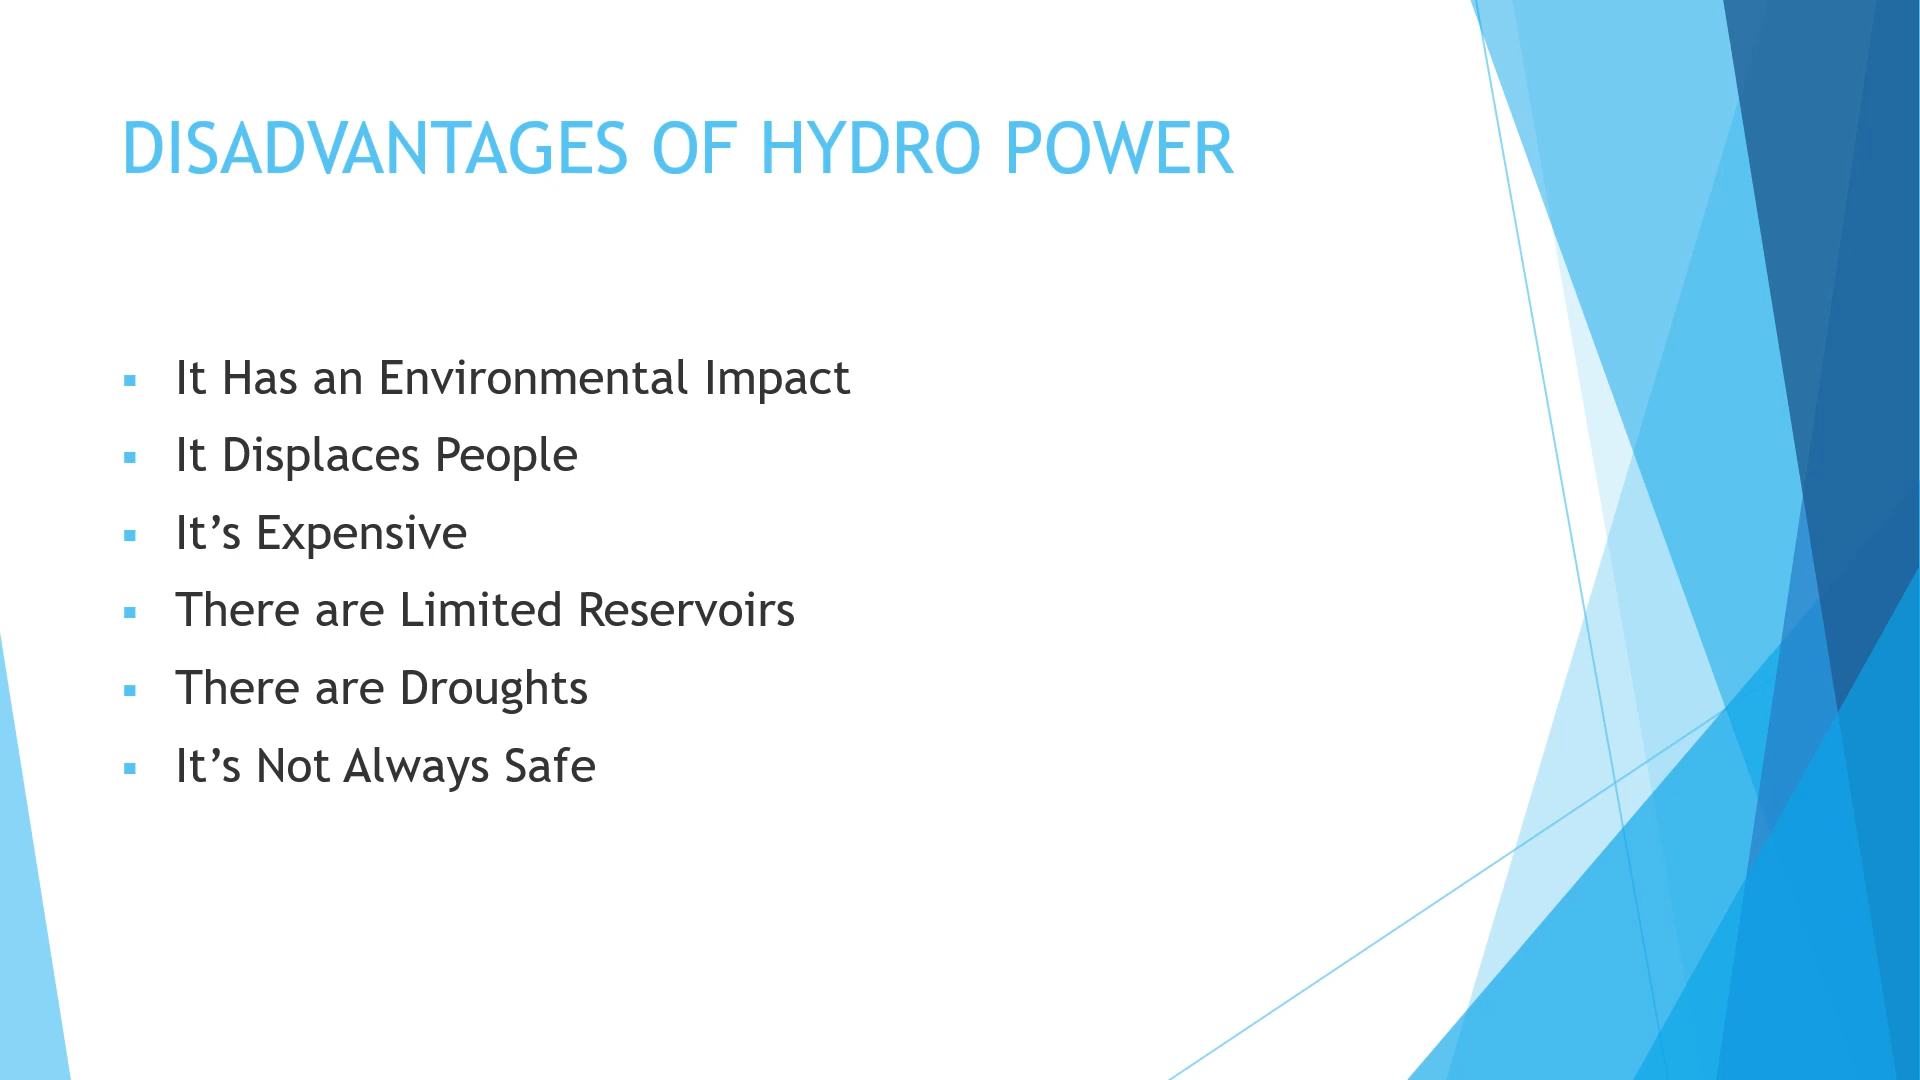 DISADVANTAGES OF HYDRO POWER
It Has an Environmental Impact
It Displaces People
It’s Expensive
There are Limited Reservoirs
There are Droughts
It’s Not Always Safe